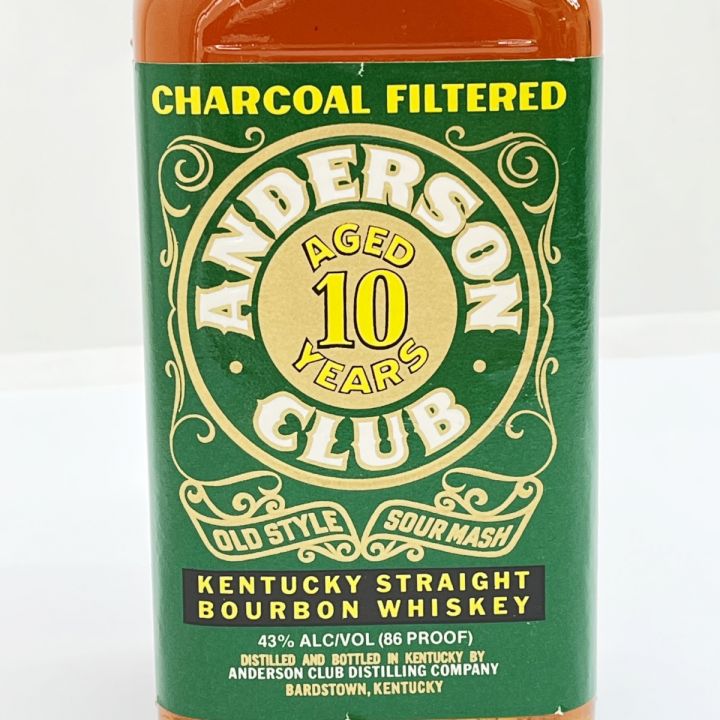 CHARCOAL FILTERED
ANDERSON
AGED
10
YEARS
CLUB
OLD STYLE SOUR MASH
KENTUCKY STRAIGHT
BOURBON WHISKEY
43% ALC/VOL (86 PROOF)
DISTILLED AND BOTTLED IN KENTUCKY BY
ANDERSON CLUB DISTILLING COMPANY
BARDSTOWN, KENTUCKY